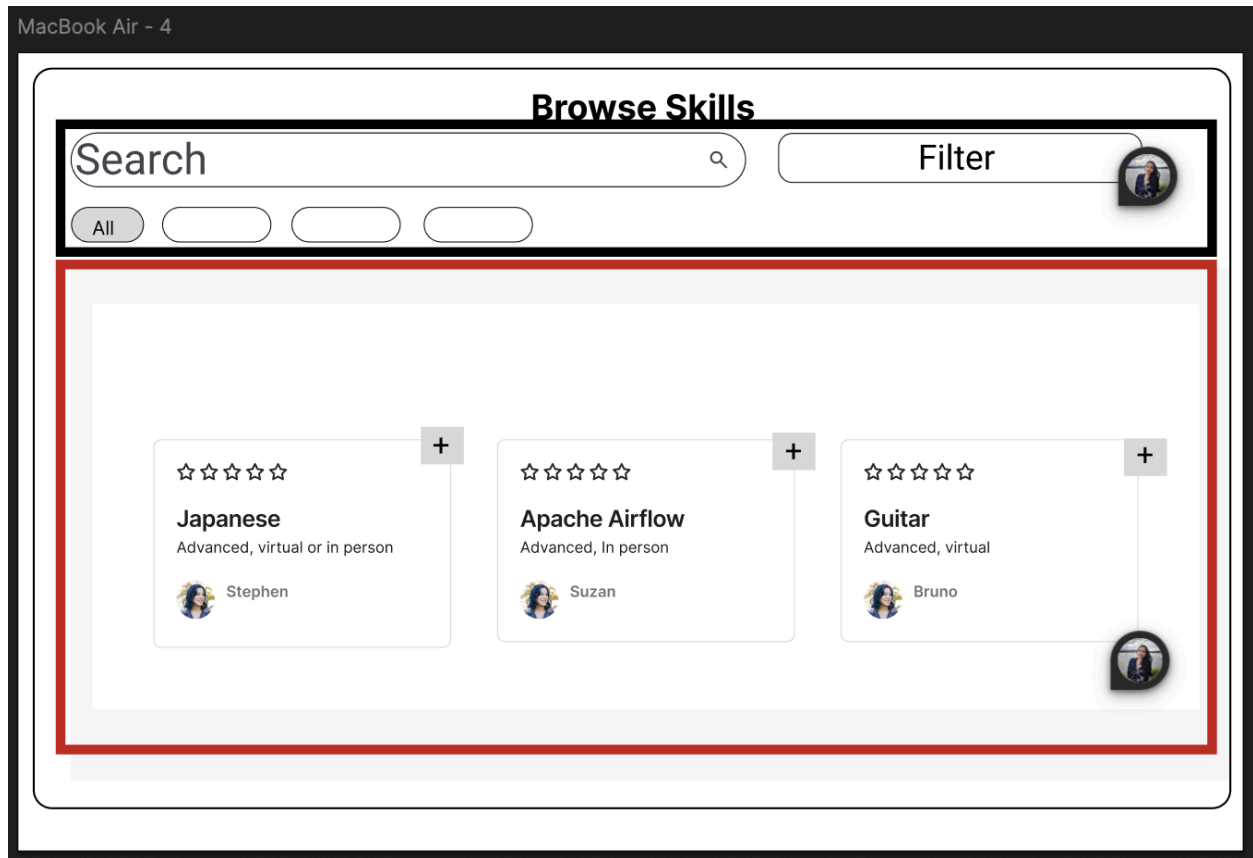 MacBook Air - 4
Browse Skills
Search
Filter
All
+
+
+
Japanese
Advanced, virtual or in person
Stephen
Apache Airflow
Advanced, In person
Suzan
Guitar
Advanced, virtual
Bruno